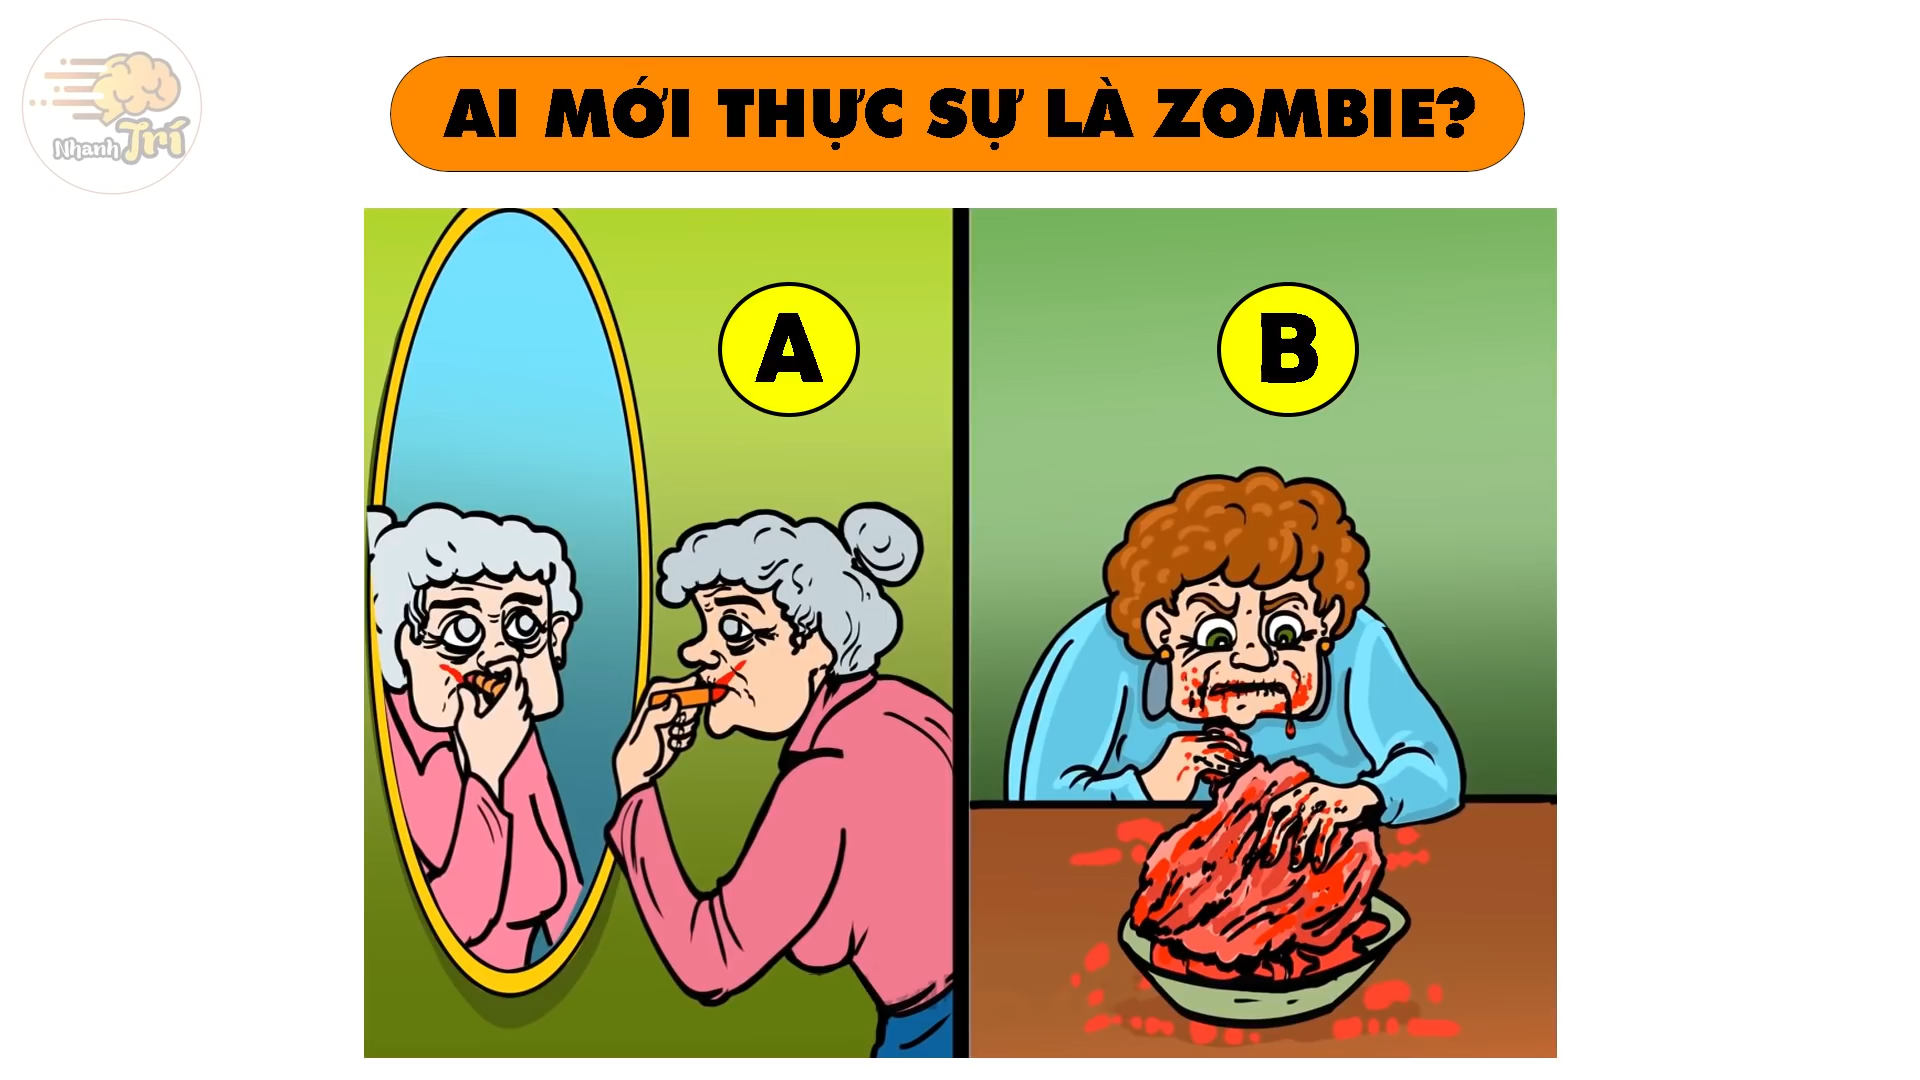 Nhanh Trí
AI MỚI THỰC SỰ LÀ ZOMBIE?
A
B